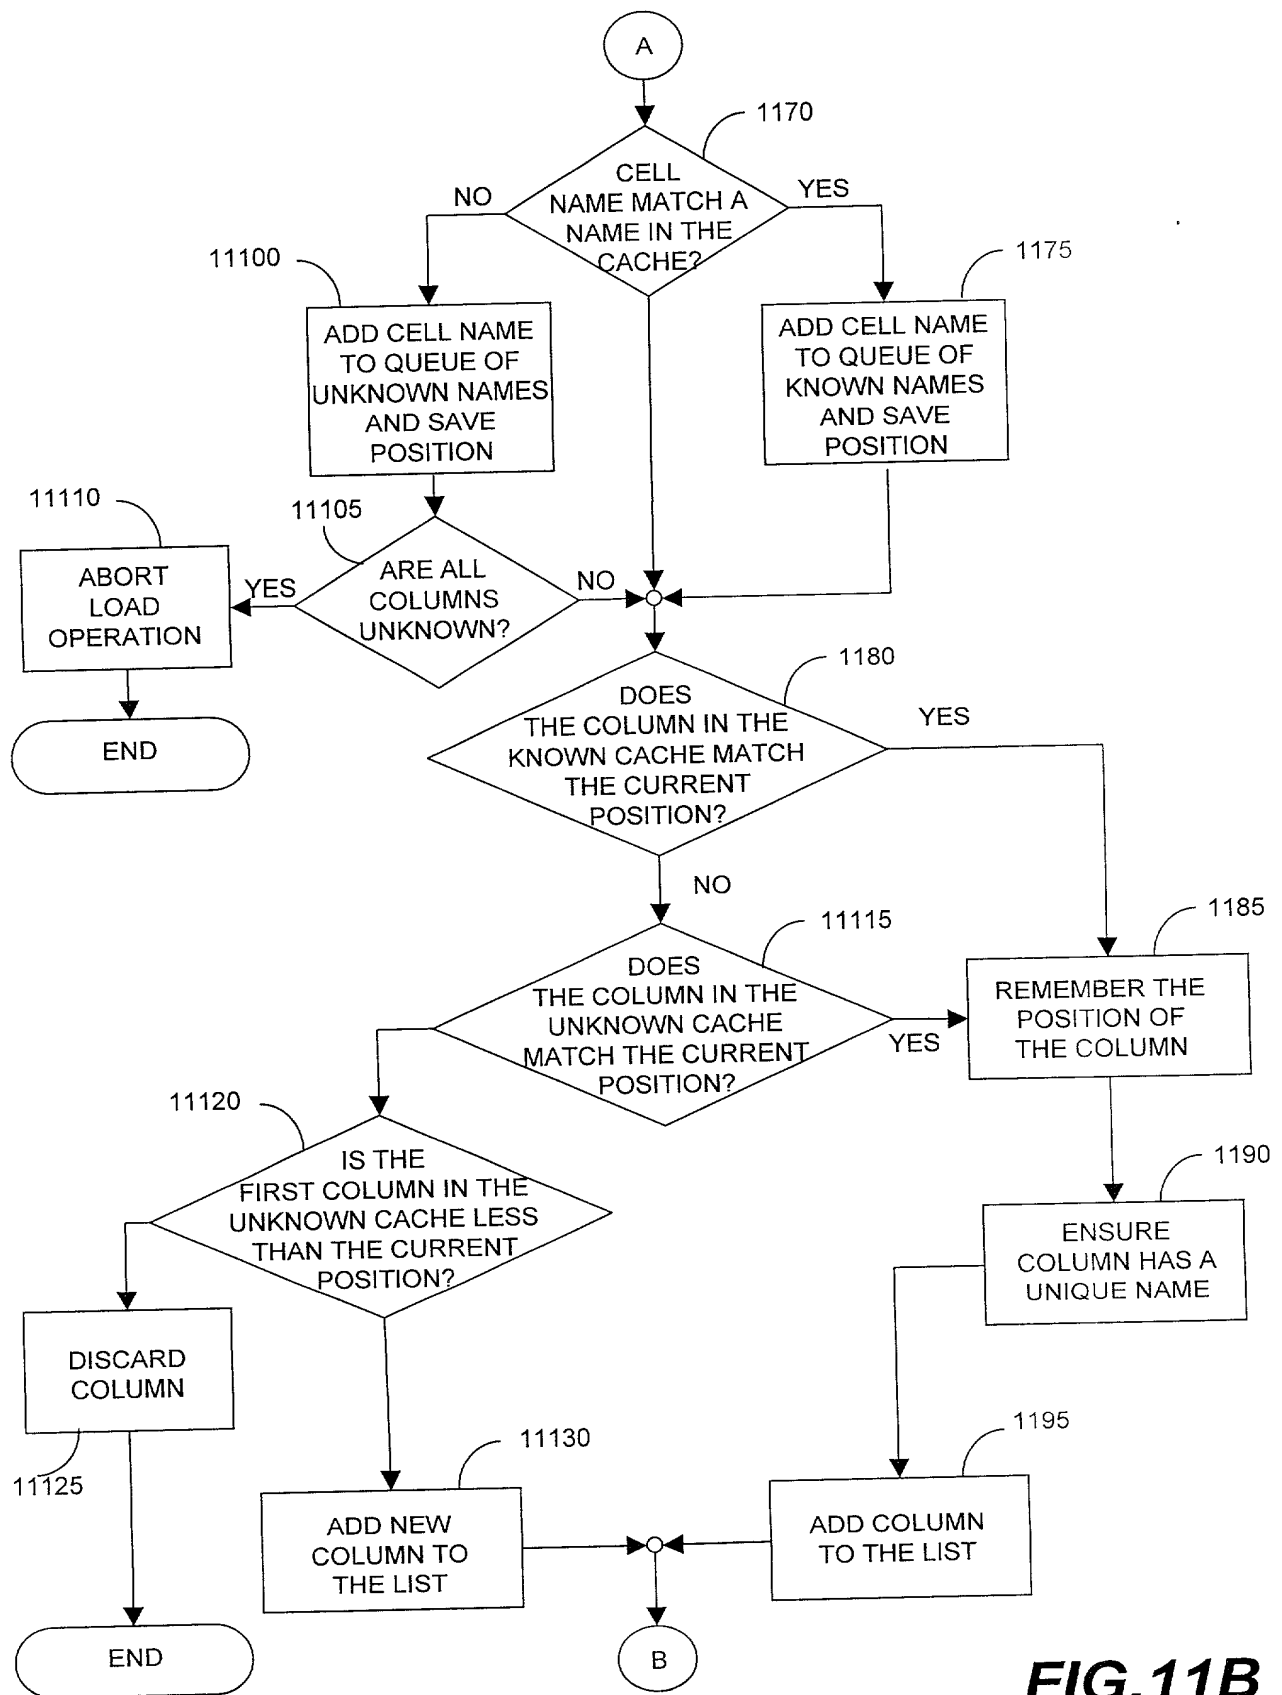 A
1170
CELL
NAME MATCH A
NAME IN THE
CACHE?
NO
YES
11100
1175
ADD CELL NAME
TO QUEUE OF
UNKNOWN NAMES
AND SAVE
POSITION
ADD CELL NAME
TO QUEUE OF
KNOWN NAMES
AND SAVE
POSITION
11110
11105
ABORT
LOAD
OPERATION
YES
ARE ALL
COLUMNS
UNKNOWN?
NO
END
1180
DOES
THE COLUMN IN THE
KNOWN CACHE MATCH
THE CURRENT
POSITION?
YES
NO
11115
1185
DOES
THE COLUMN IN THE
UNKNOWN CACHE
MATCH THE CURRENT
POSITION?
YES
REMEMBER THE
POSITION OF
THE COLUMN
11120
IS THE
FIRST COLUMN IN THE
UNKNOWN CACHE LESS
THAN THE CURRENT
POSITION?
1190
ENSURE
COLUMN HAS A
UNIQUE NAME
DISCARD
COLUMN
11125
11130
1195
ADD NEW
COLUMN TO
THE LIST
ADD COLUMN
TO THE LIST
END
B
FIG.11B